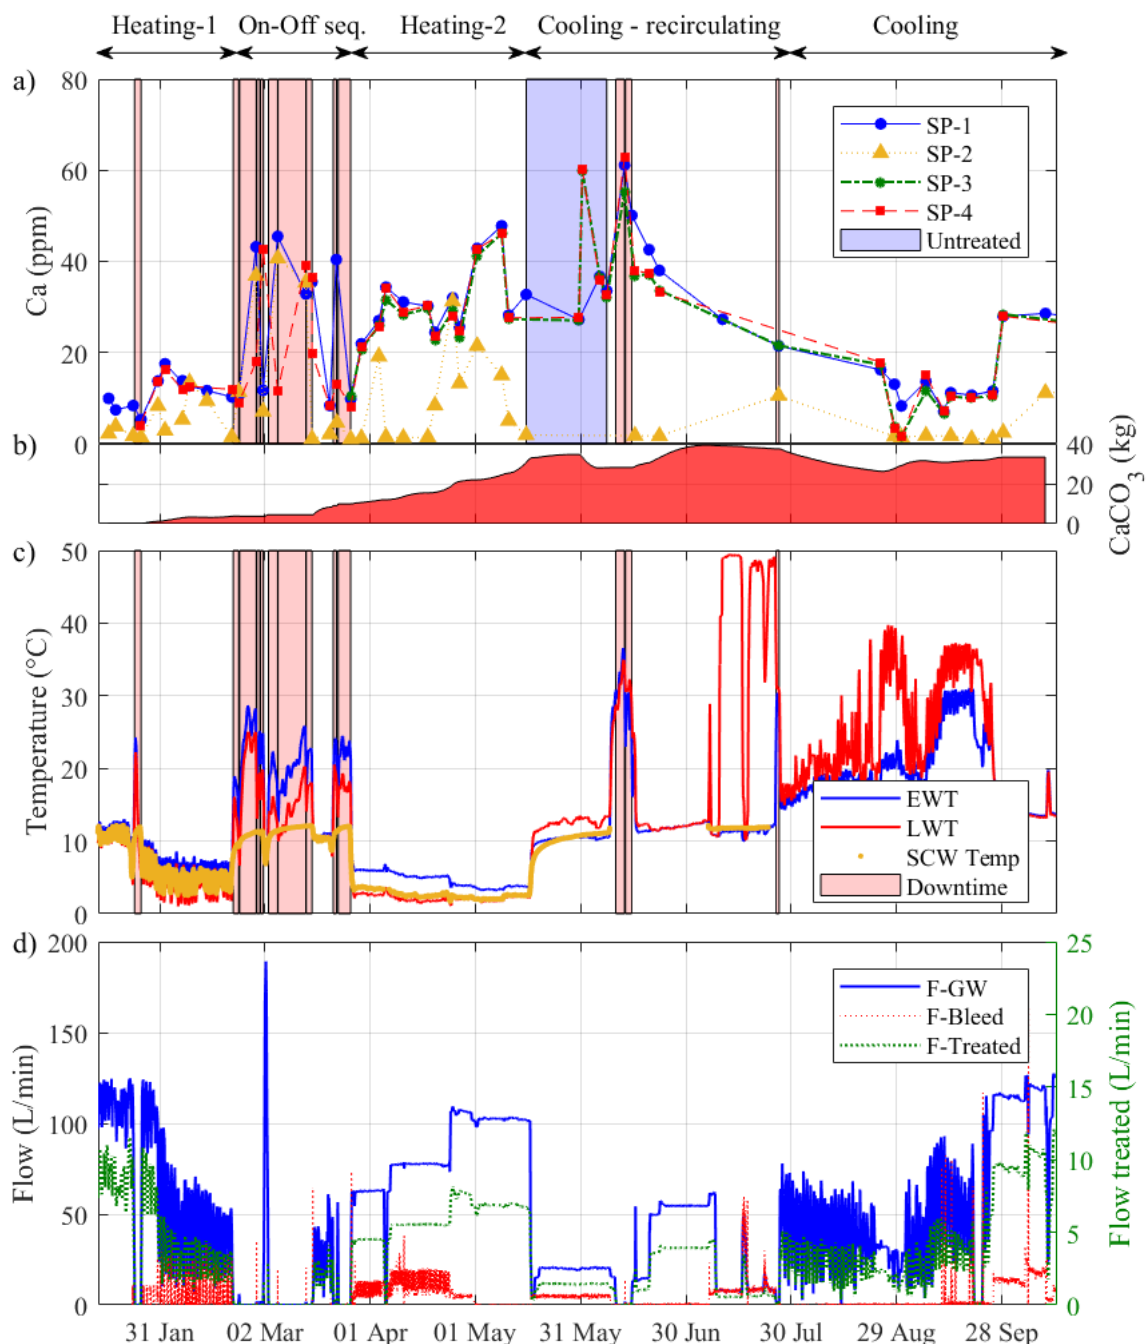 Heating-1 On-Off seq. Heating-2 Cooling - recirculating Cooling
a)
80
60
40
20
0
Ca (ppm)
SP-1
SP-2
SP-3
SP-4
Untreated
b)
40
20
0
CaCO3 (kg)
c)
50
40
30
20
10
0
Temperature (°C)
EWT
LWT
SCW Temp
Downtime
d)
200
150
100
50
0
Flow (L/min)
F-GW
F-Bleed
F-Treated
25
20
15
10
5
0
Flow treated (L/min)
31 Jan 02 Mar 01 Apr 01 May 31 May 30 Jun 30 Jul 29 Aug 28 Sep